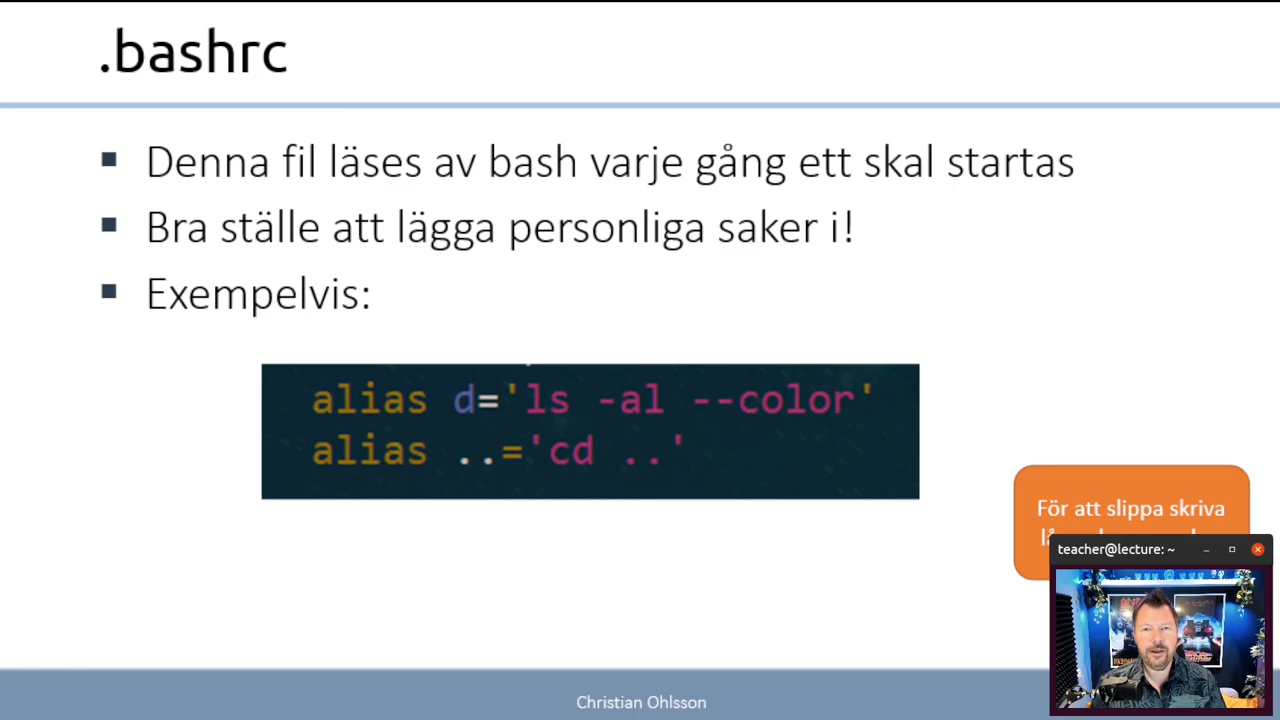 .bashrc
Denna fil läses av bash varje gång ett skal startas
Bra ställe att lägga personliga saker i!
Exempelvis:
alias d='ls -al --color'
alias ..='cd ..'
För att slippa skriva
teacher@lecture: ~
Christian Ohlsson